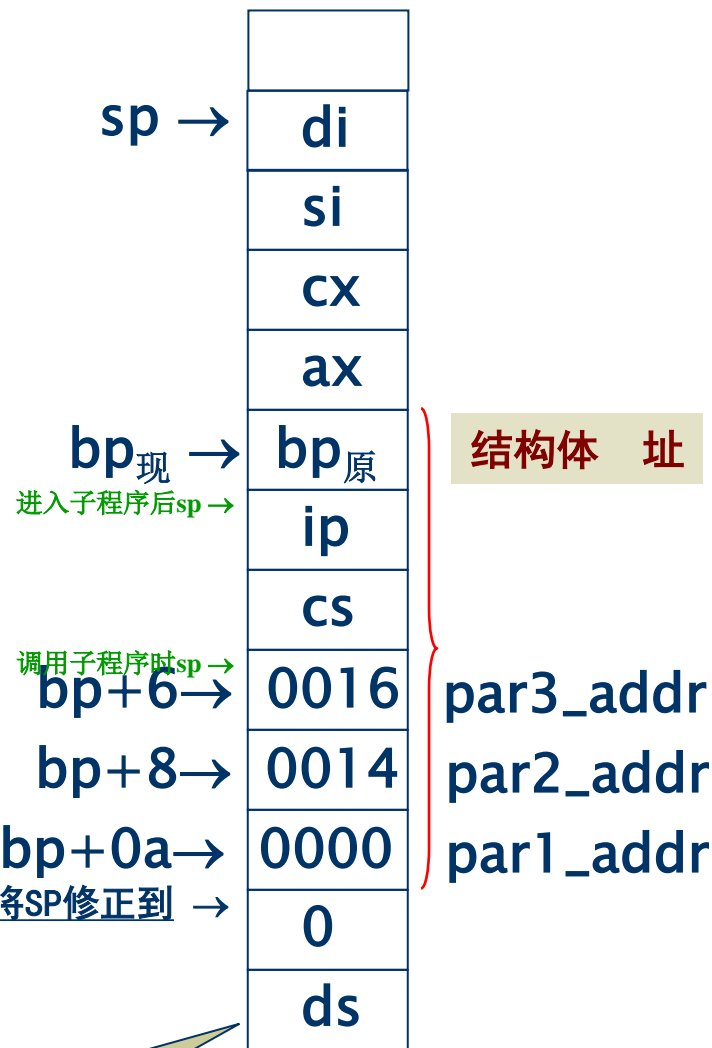 sp → di
si
cx
ax
bp现 → bp原 结构体 址
进入子程序后sp →
ip
cs
调用子程序时sp →
bp+6→ 0016 par3_addr
bp+8→ 0014 par2_addr
bp+0a→ 0000 par1_addr
SP修正到 →
0
ds